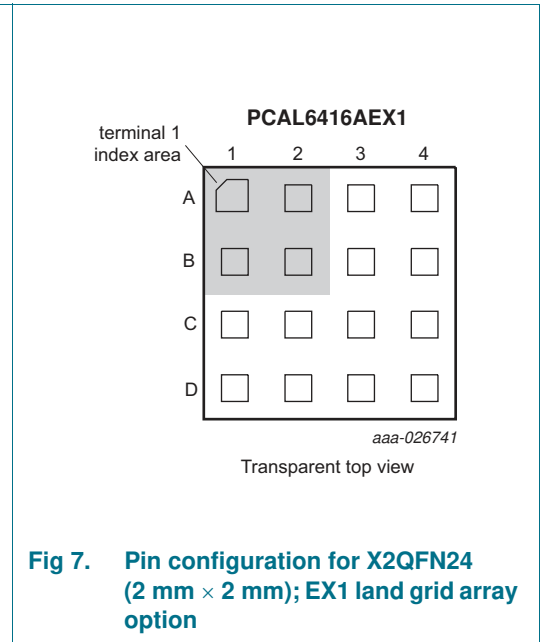 PCAL6416AEX1
terminal 1
index area
1 2 3 4
A
B
C
D
aaa-026741
Transparent top view
Fig 7. Pin configuration for X2QFN24
(2 mm × 2 mm); EX1 land grid array
option